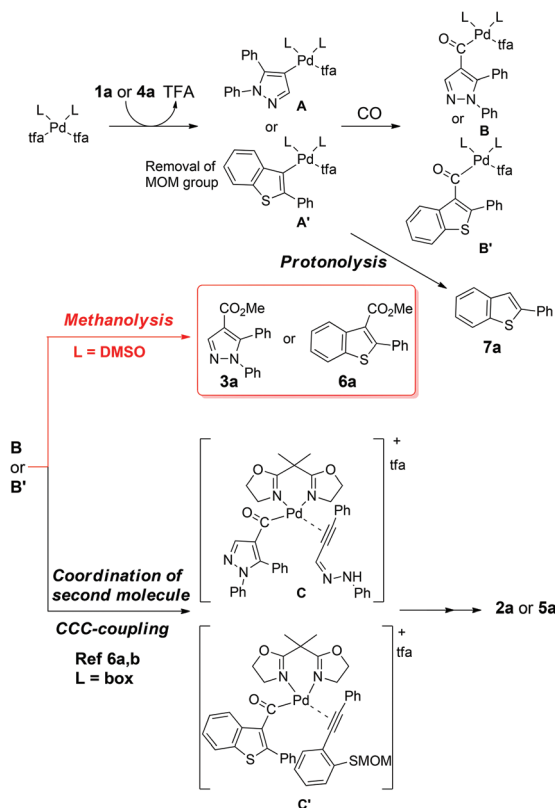 L L
Pd
tfa tfa
1a or 4a TFA
Ph L L
Pd
tfa
PhN
N
A
or
Removal of
MOM group
L L
Pd
tfa
Ph
S
A'
CO
L L
O Pd
C tfa
Ph
N N
Ph
or B
L L
O Pd
C tfa
Ph
S
B'
Protonolysis
Ph
S
7a
Methanolysis
L = DMSO
CO2Me
Ph
N N
Ph
3a
or
CO2Me
Ph
S
6a
B
or
B'
Coordination of
second molecule
CCC-coupling
Ref 6a,b
L = box
+
tfa
O O
N N
Pd
O
C
Ph
N N Ph
Ph
N NH
Ph
C
2a or 5a
+
tfa
O O
N N
Pd
O
C
Ph
Ph
S
SMOM
C'